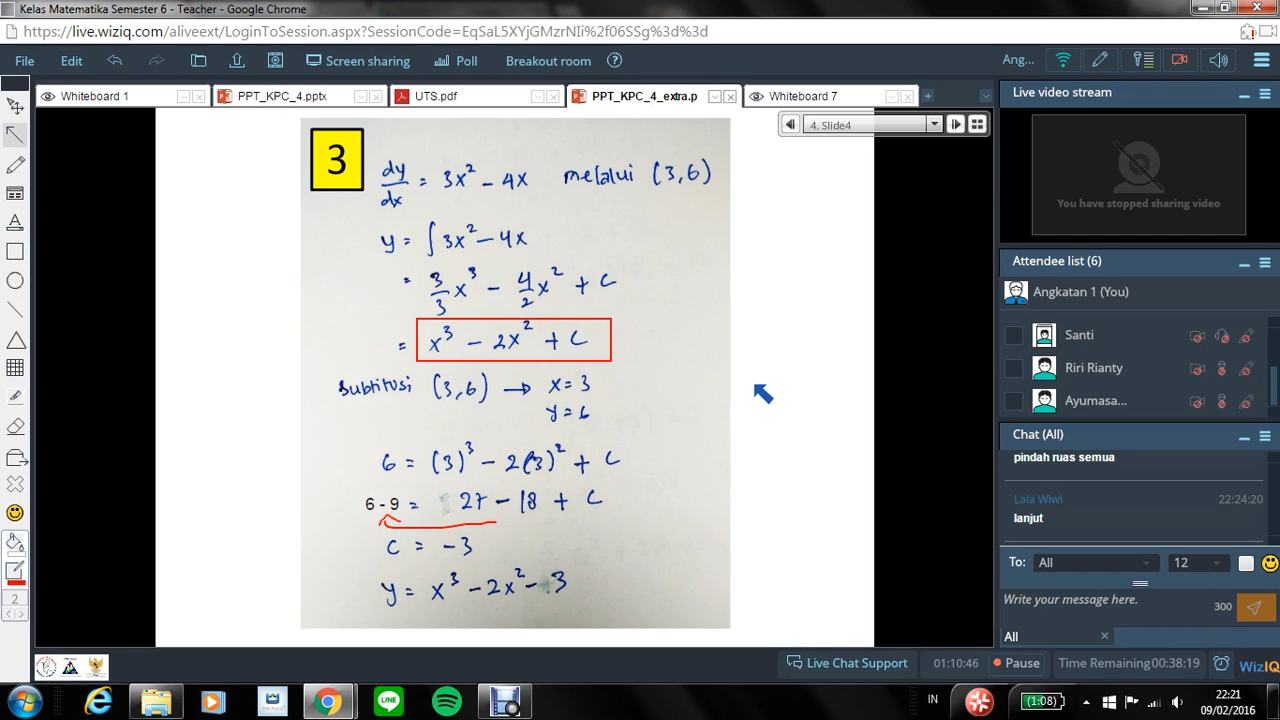 Kelas Matematika Semester 6 - Teacher - Google Chrome
https://live.wiziq.com/aliveext/LoginToSession.aspx?SessionCode=EqSaL5XYjGMzrNIi%2f06SSg%3d%3d
File Edit Screen sharing Poll Breakout room ? Ang...
Whiteboard 1 PPT_KPC_4.pptx UTS.pdf PPT_KPC_4_extra.p Whiteboard 7
4. Slide4
3
dy/dx = 3x² - 4x melalui (3,6)
y = ∫ 3x² - 4x
= 3/3 x³ - 4/2 x² + C
= x³ - 2x² + C
Subtitusi (3,6) → x = 3
y = 6
6 = (3)³ - 2(3)² + C
6 - 9 = 27 - 18 + C
C = -3
y = x³ - 2x² - 3
2
Live video stream
You have stopped sharing video
Attendee list (6)
Angkatan 1 (You)
Santi
Riri Rianty
Ayumasa...
Chat (All)
pindah ruas semua
Lala Wiwi 22:24:20
lanjut
To: All 12
Write your message here. 300
All
Live Chat Support 01:10:46 Pause Time Remaining 00:38:19 WizIQ
IN (1:08) 22:21
09/02/2016